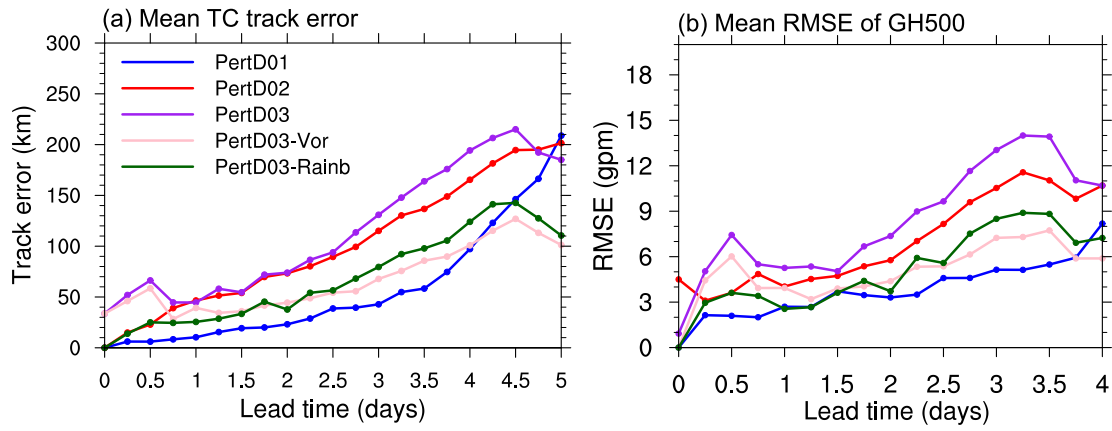 (a) Mean TC track error
300
250
200
150
100
50
0
Track error (km)
PertD01
PertD02
PertD03
PertD03-Vor
PertD03-Rainb
0 0.5 1 1.5 2 2.5 3 3.5 4 4.5 5
Lead time (days)
(b) Mean RMSE of GH500
18
15
12
9
6
3
0
RMSE (gpm)
0 0.5 1 1.5 2 2.5 3 3.5 4
Lead time (days)